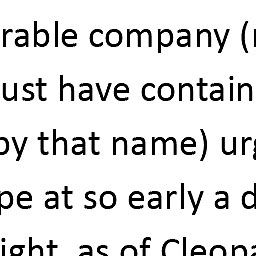 rable company (
ust have contain
by that name) urg
pe at so early a d
ight, as of Cleopa